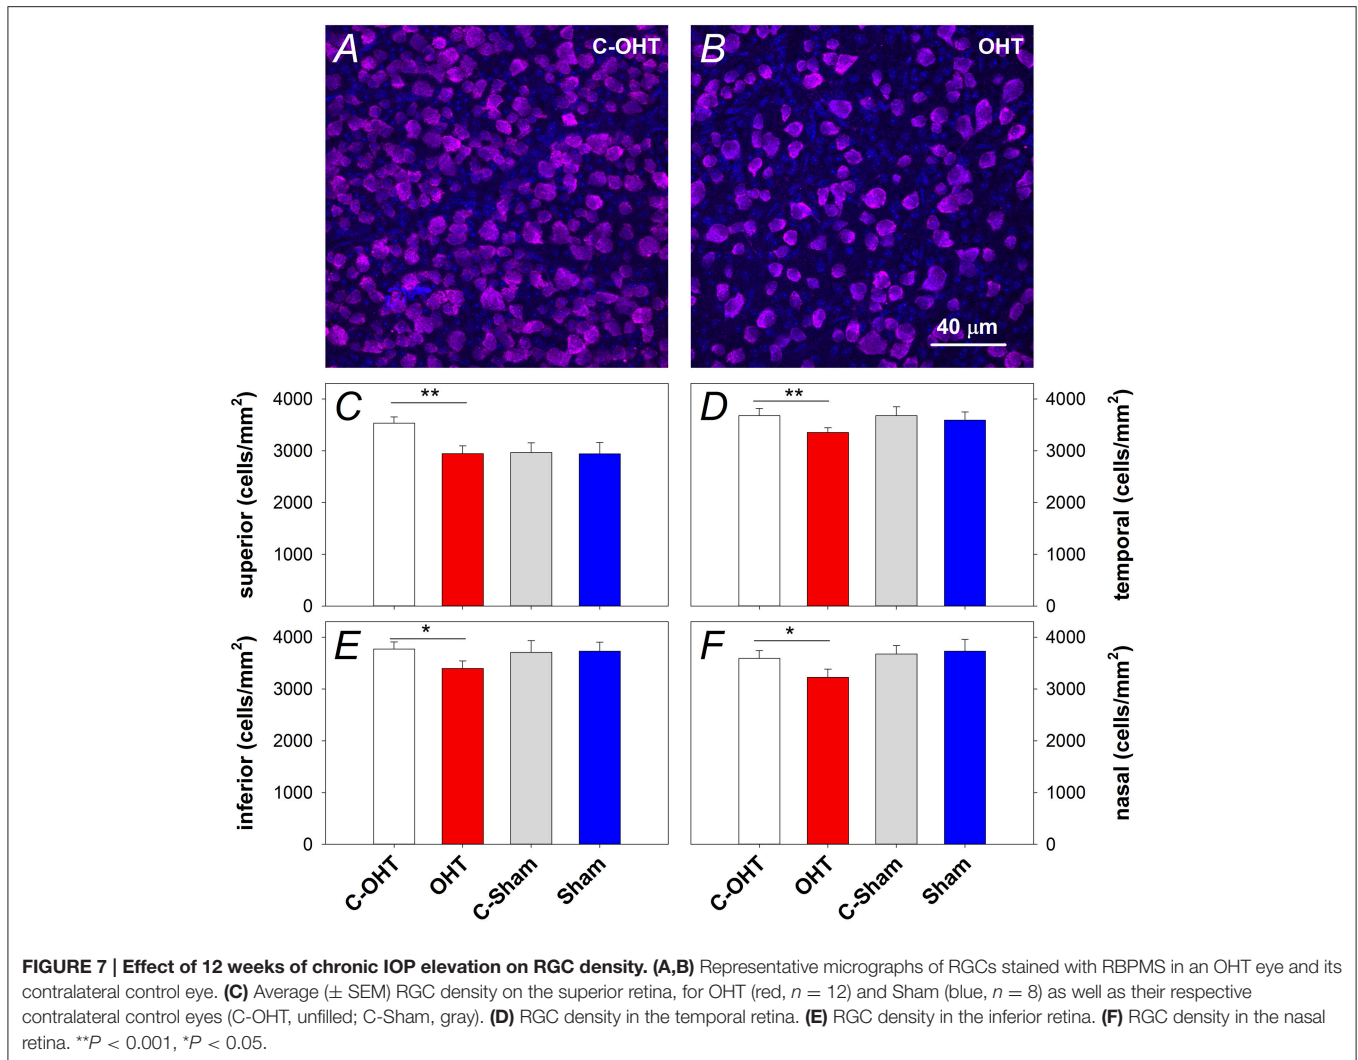 A
C-OHT
B
OHT
40 μm
superior (cells/mm²)
4000
3000
2000
1000
0
C
**
D
**
4000
3000
2000
1000
0
temporal (cells/mm²)
inferior (cells/mm²)
4000
3000
2000
1000
0
E
*
F
*
4000
3000
2000
1000
0
nasal (cells/mm²)
C-OHT
OHT
C-Sham
Sham
C-OHT
OHT
C-Sham
Sham
FIGURE 7 | Effect of 12 weeks of chronic IOP elevation on RGC density. (A,B) Representative micrographs of RGCs stained with RBPMS in an OHT eye and its
contralateral control eye. (C) Average (± SEM) RGC density on the superior retina, for OHT (red, n = 12) and Sham (blue, n = 8) as well as their respective
contralateral control eyes (C-OHT, unfilled; C-Sham, gray). (D) RGC density in the temporal retina. (E) RGC density in the inferior retina. (F) RGC density in the nasal
retina. **P < 0.001, *P < 0.05.